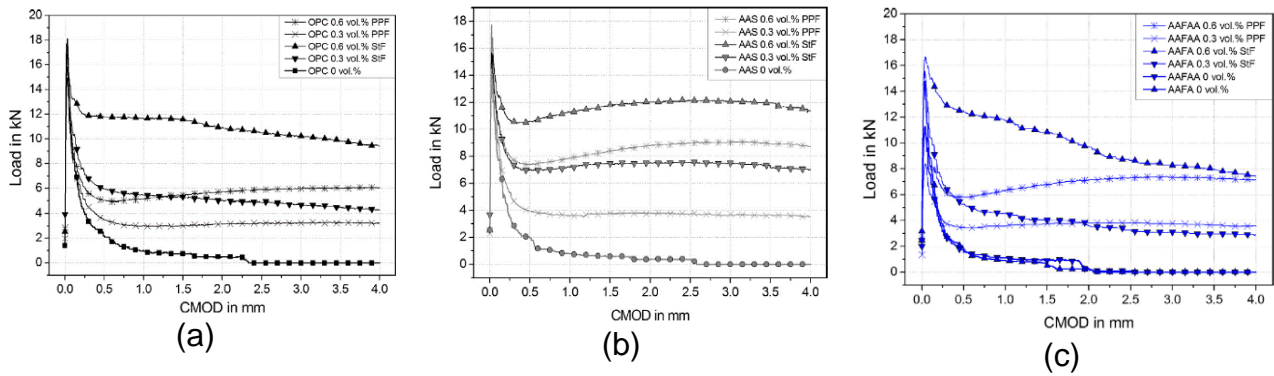 OPC 0.6 vol.% PPF
OPC 0.3 vol.% PPF
OPC 0.6 vol.% StF
OPC 0.3 vol.% StF
OPC 0 vol.%
Load in kN
20
18
16
14
12
10
8
6
4
2
0
0.0 0.5 1.0 1.5 2.0 2.5 3.0 3.5 4.0
CMOD in mm
(a)
AAS 0.6 vol.% PPF
AAS 0.3 vol.% PPF
AAS 0.6 vol.% StF
AAS 0.3 vol.% StF
AAS 0 vol.%
Load in kN
18
16
14
12
10
8
6
4
2
0
0.0 0.5 1.0 1.5 2.0 2.5 3.0 3.5 4.0
CMOD in mm
(b)
AAFAA 0.6 vol.% PPF
AAFAA 0.3 vol.% PPF
AAFA 0.6 vol.% StF
AAFA 0.3 vol.% StF
AAFAA 0 vol.%
AAFA 0 vol.%
Load in kN
20
18
16
14
12
10
8
6
4
2
0
0.0 0.5 1.0 1.5 2.0 2.5 3.0 3.5 4.0
CMOD in mm
(c)